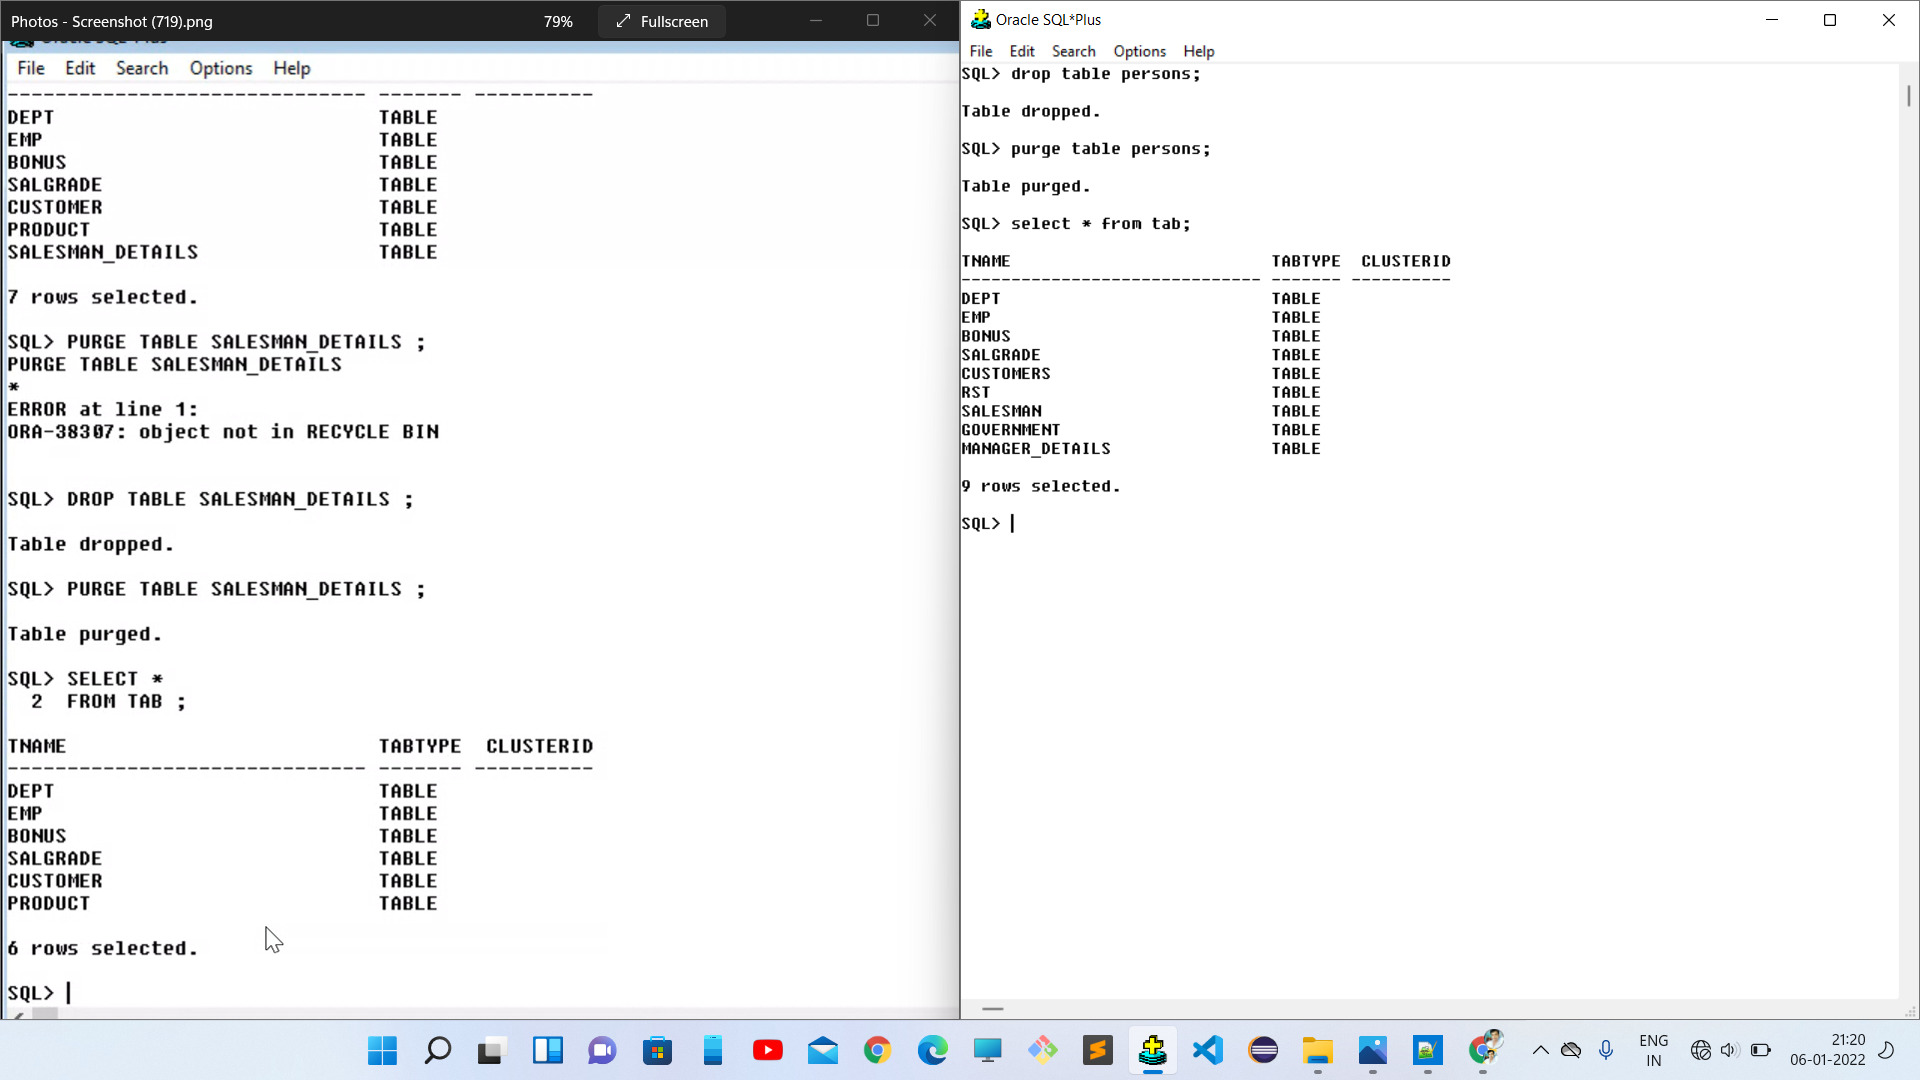 Photos - Screenshot (719).png
79%
Fullscreen
File Edit Search Options Help
------------------------------ ------- ----------
DEPT TABLE
EMP TABLE
BONUS TABLE
SALGRADE TABLE
CUSTOMER TABLE
PRODUCT TABLE
SALESMAN_DETAILS TABLE
7 rows selected.
SQL> PURGE TABLE SALESMAN_DETAILS ;
PURGE TABLE SALESMAN_DETAILS
*
ERROR at line 1:
ORA-38307: object not in RECYCLE BIN
SQL> DROP TABLE SALESMAN_DETAILS ;
Table dropped.
SQL> PURGE TABLE SALESMAN_DETAILS ;
Table purged.
SQL> SELECT *
2 FROM TAB ;
TNAME TABTYPE CLUSTERID
------------------------------ ------- ----------
DEPT TABLE
EMP TABLE
BONUS TABLE
SALGRADE TABLE
CUSTOMER TABLE
PRODUCT TABLE
6 rows selected.
SQL>
Oracle SQL*Plus
File Edit Search Options Help
SQL> drop table persons;
Table dropped.
SQL> purge table persons;
Table purged.
SQL> select * from tab;
TNAME TABTYPE CLUSTERID
------------------------------ ------- ----------
DEPT TABLE
EMP TABLE
BONUS TABLE
SALGRADE TABLE
CUSTOMERS TABLE
RST TABLE
SALESMAN TABLE
GOVERNMENT TABLE
MANAGER_DETAILS TABLE
9 rows selected.
SQL>
ENG
IN
21:20
06-01-2022